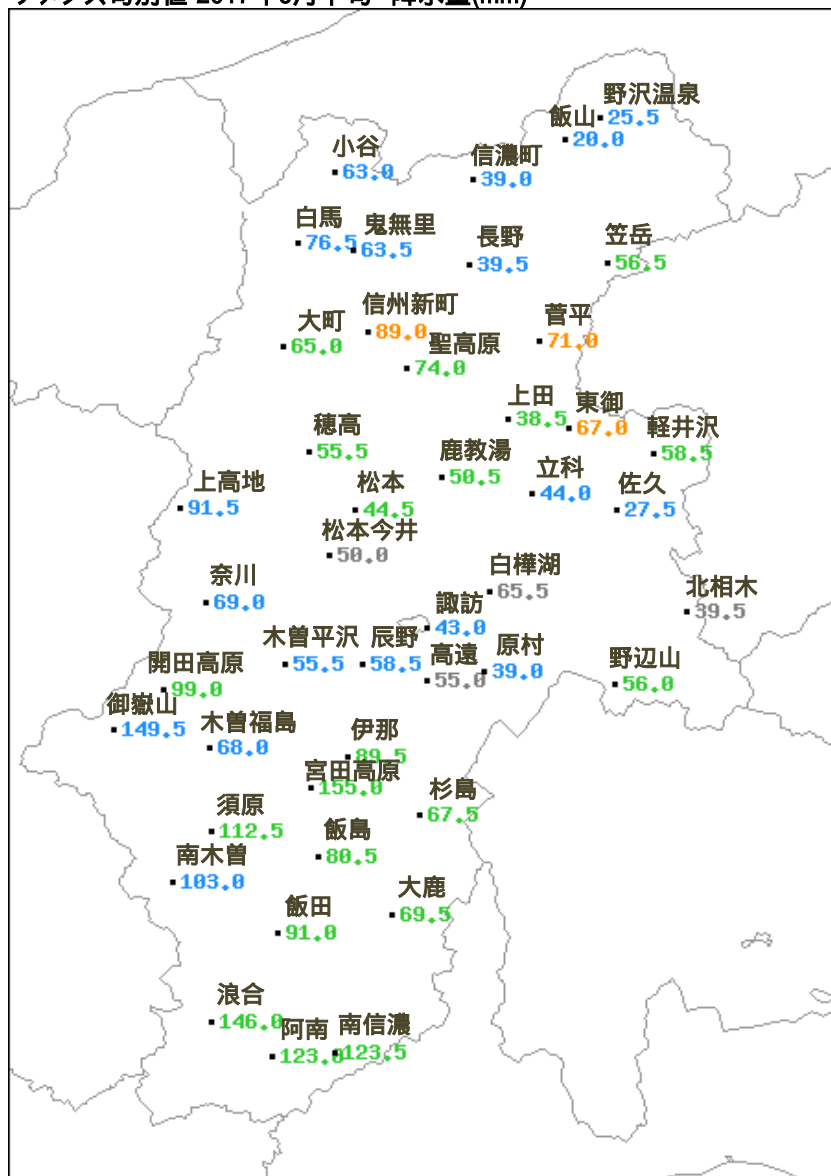 野沢温泉
飯山 25.5
20.0
小谷
63.0
信濃町
39.0
白馬
76.5
鬼無里
63.5
長野
39.5
笠岳
56.5
大町
65.0
信州新町
89.0
聖高原
74.0
菅平
71.0
上田
38.5
東御
67.0
軽井沢
58.5
穂高
55.5
鹿教湯
50.5
立科
44.0
佐久
27.5
上高地
91.5
松本
44.5
松本今井
50.0
白樺湖
65.5
北相木
39.5
奈川
69.0
諏訪
43.0
木曽平沢
55.5
辰野
58.5
高遠
55.0
原村
39.0
野辺山
56.0
開田高原
99.0
御嶽山
149.5
木曽福島
68.0
伊那
89.5
宮田高原
155.0
杉島
67.5
須原
112.5
飯島
80.5
南木曽
103.0
大鹿
69.5
飯田
91.0
浪合
146.0
阿南
123.0
南信濃
123.5